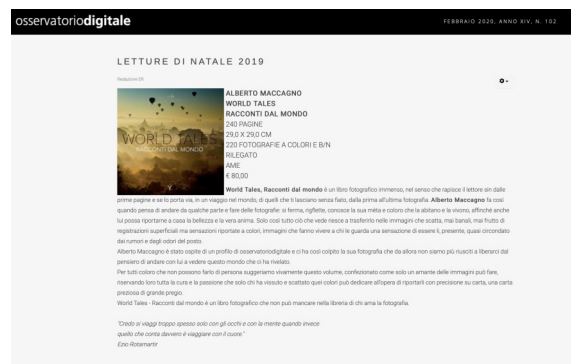 osservatoriodigitale
FEBBRAIO 2020, ANNO XIV, N. 102
LETTURE DI NATALE 2019
Redazione ER
WORLD TALES
RACCONTI DAL MONDO
ALBERTO MACCAGNO
WORLD TALES
RACCONTI DAL MONDO
240 PAGINE
29,0 X 29,0 CM
220 FOTOGRAFIE A COLORI E B/N
RILEGATO
AME
€ 80,00
World Tales, Racconti dal mondo è un libro fotografico immenso, nel senso che rapisce il lettore sin dalle
prime pagine e se lo porta via, in un viaggio nel mondo, di quelli che ti lasciano senza fiato, dalla prima all'ultima fotografia. Alberto Maccagno fa così
quando pensa di andare da qualche parte e fare delle fotografie: si ferma, riflette, conosce la sua méta e coloro che la abitano e la vivono, affinché anche
lui possa riportarne a casa la bellezza e la vera anima. Solo così tutto ciò che vede riesce a trasferirlo nelle immagini che scatta, mai banali, mai frutto di
registrazioni superficiali ma sensazioni riportate a colori, immagini che fanno vivere a chi le guarda una sensazione di essere lì, presente, quasi circondato
dai rumori e dagli odori del posto.
Alberto Maccagno è stato ospite di un profilo di osservatoriodigitale e ci ha così colpito la sua fotografia che da allora non siamo più riusciti a liberarci dal
pensiero di andare con lui a vedere questo mondo che ci ha rivelato.
Per tutti coloro che non possono farlo di persona suggeriamo vivamente questo volume, confezionato come solo un amante delle immagini può fare,
riservando loro tutta la cura e la passione che solo chi ha vissuto e scattato quei colori può dedicare all'opera di riportarli con precisione su carta, una carta
preziosa di grande pregio.
World Tales - Racconti dal mondo è un libro fotografico che non può mancare nella libreria di chi ama la fotografia.
"Credo si viaggi troppo spesso solo con gli occhi e con la mente quando invece
quello che conta davvero è viaggiare con il cuore."
Ezio Rotamartir